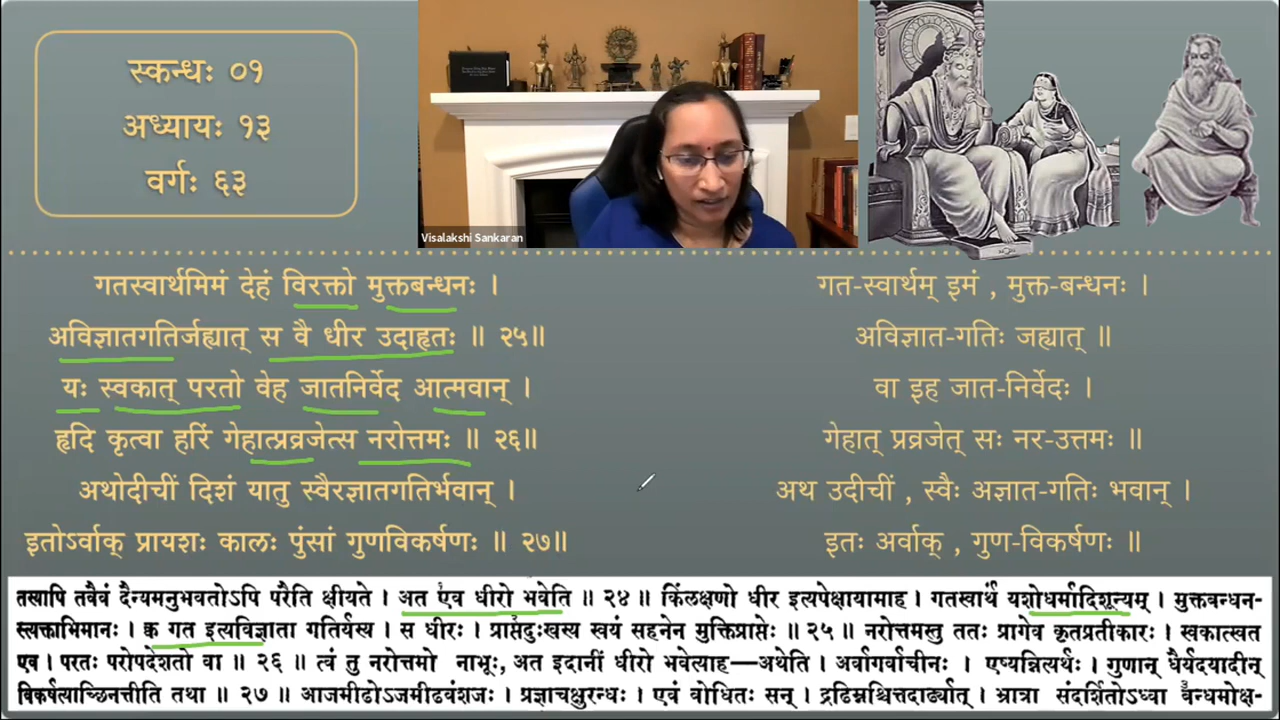 स्कन्धः ०१
अध्यायः १३
वर्गः ६३
Visalakshi Sankaran
गतस्वार्थमिमं देहं विरक्तो मुक्तबन्धनः ।
अविज्ञातगतिर्जह्यात् स वै धीर उदाहृतः ॥ २५॥
यः स्वकात् परतो वेह जातनिर्वेद आत्मवान् ।
हृदि कृत्वा हरिं गेहात्प्रव्रजेत्स नरोत्तमः ॥ २६॥
अथोदीचीं दिशं यातु स्वैरज्ञातगतिर्भवान् ।
इतोऽर्वाक् प्रायशः कालः पुंसां गुणविकर्षणः ॥ २७॥
गत-स्वार्थम् इमं , मुक्त-बन्धनः ।
अविज्ञात-गतिः जह्यात् ॥
वा इह जात-निर्वेदः ।
गेहात् प्रव्रजेत् सः नर-उत्तमः ॥
अथ उदीचीं , स्वैः अज्ञात-गतिः भवान् ।
इतः अर्वाक् , गुण-विकर्षणः ॥
तस्यापि तवैवं दैन्यमनुभवतोऽपि परैति क्षीयते । अत एव धीरो भवेति ॥ २४ ॥ किंलक्षणो धीर इत्यपेक्षायामाह । गतस्वार्थं यशोधर्मादिशून्यम् । मुक्तबन्धन-
स्त्यक्ताभिमानः । क्व गत इत्यविज्ञाता गतिर्यस्य । स धीरः । प्राप्तदुःखस्य स्वयं सहनेन मुक्तिप्राप्तेः ॥ २५ ॥ नरोत्तमस्तु ततः प्रागेव कृतप्रतीकारः । स्वकात्स्वत
एव । परतः परोपदेशतो वा ॥ २६ ॥ त्वं तु नरोत्तमो नाभूः, अत इदानीं धीरो भवेत्याह—अथेति । अर्वागर्वाचीनः । एष्यन्नित्यर्थः । गुणान् धैर्यदयादीन्
विकर्षत्याच्छिनत्तीति तथा ॥ २७ ॥ आजमीढोऽजमीढवंशजः । प्रज्ञाचक्षुरन्धः । एवं बोधितः सन् । द्रढिम्नश्चित्तदार्ढ्यात् । भ्रात्रा संदर्शितोऽध्वा बन्धमोक्ष-